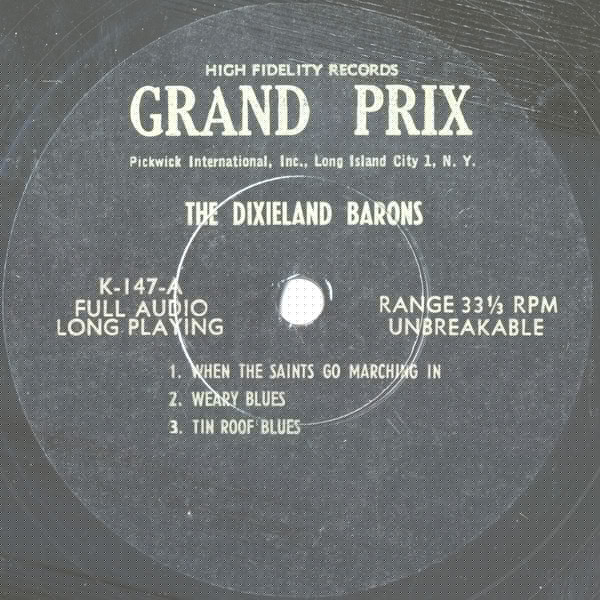 HIGH FIDELITY RECORDS
GRAND PRIX
Pickwick International, Inc., Long Island City 1, N. Y.
THE DIXIELAND BARONS
K-147-A
FULL AUDIO
LONG PLAYING
RANGE 33⅓ RPM
UNBREAKABLE
1. WHEN THE SAINTS GO MARCHING IN
2. WEARY BLUES
3. TIN ROOF BLUES